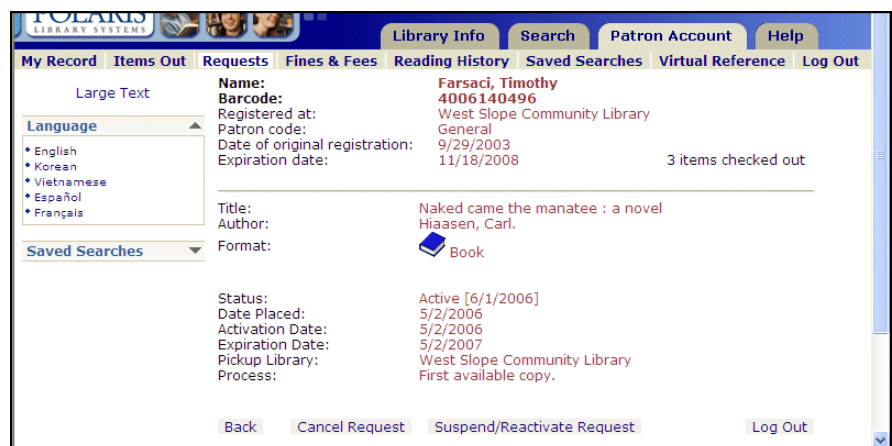 POLARIS
LIBRARY SYSTEMS
Library Info Search Patron Account Help
My Record Items Out Requests Fines & Fees Reading History Saved Searches Virtual Reference Log Out
Large Text
Language
English
Korean
Vietnamese
Español
Français
Saved Searches
Name: Farsaci, Timothy
Barcode: 4006140496
Registered at: West Slope Community Library
Patron code: General
Date of original registration: 9/29/2003
Expiration date: 11/18/2008 3 items checked out
Title: Naked came the manatee : a novel
Author: Hiaasen, Carl.
Format: Book
Status: Active [6/1/2006]
Date Placed: 5/2/2006
Activation Date: 5/2/2006
Expiration Date: 5/2/2007
Pickup Library: West Slope Community Library
Process: First available copy.
Back Cancel Request Suspend/Reactivate Request Log Out